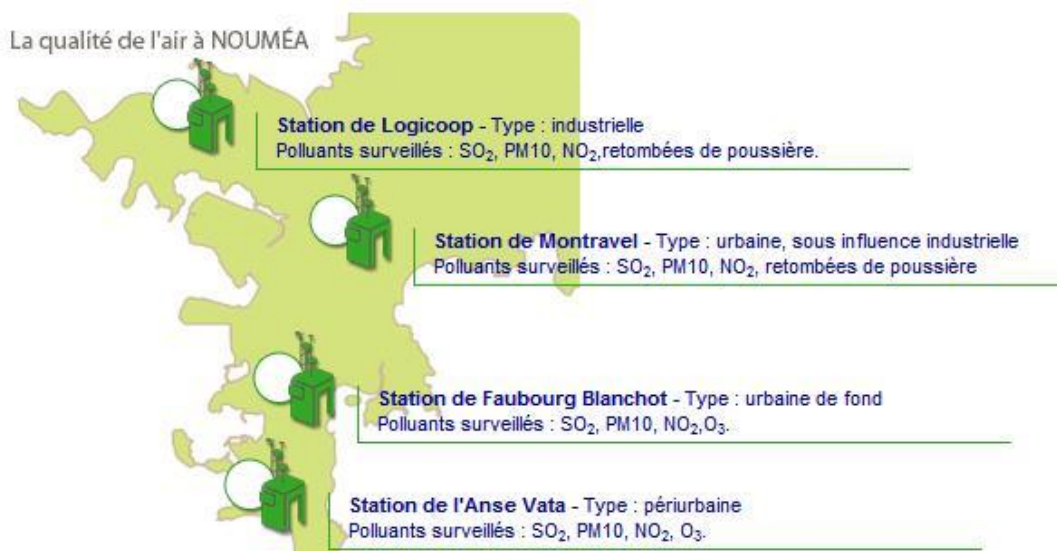 La qualité de l'air à NOUMÉA
Station de Logicoop - Type : industrielle
Polluants surveillés : SO₂, PM10, NO₂,retombées de poussière.
Station de Montravel - Type : urbaine, sous influence industrielle
Polluants surveillés : SO₂, PM10, NO₂, retombées de poussière
Station de Faubourg Blanchot - Type : urbaine de fond
Polluants surveillés : SO₂, PM10, NO₂,O₃.
Station de l'Anse Vata - Type : périurbaine
Polluants surveillés : SO₂, PM10, NO₂, O₃.